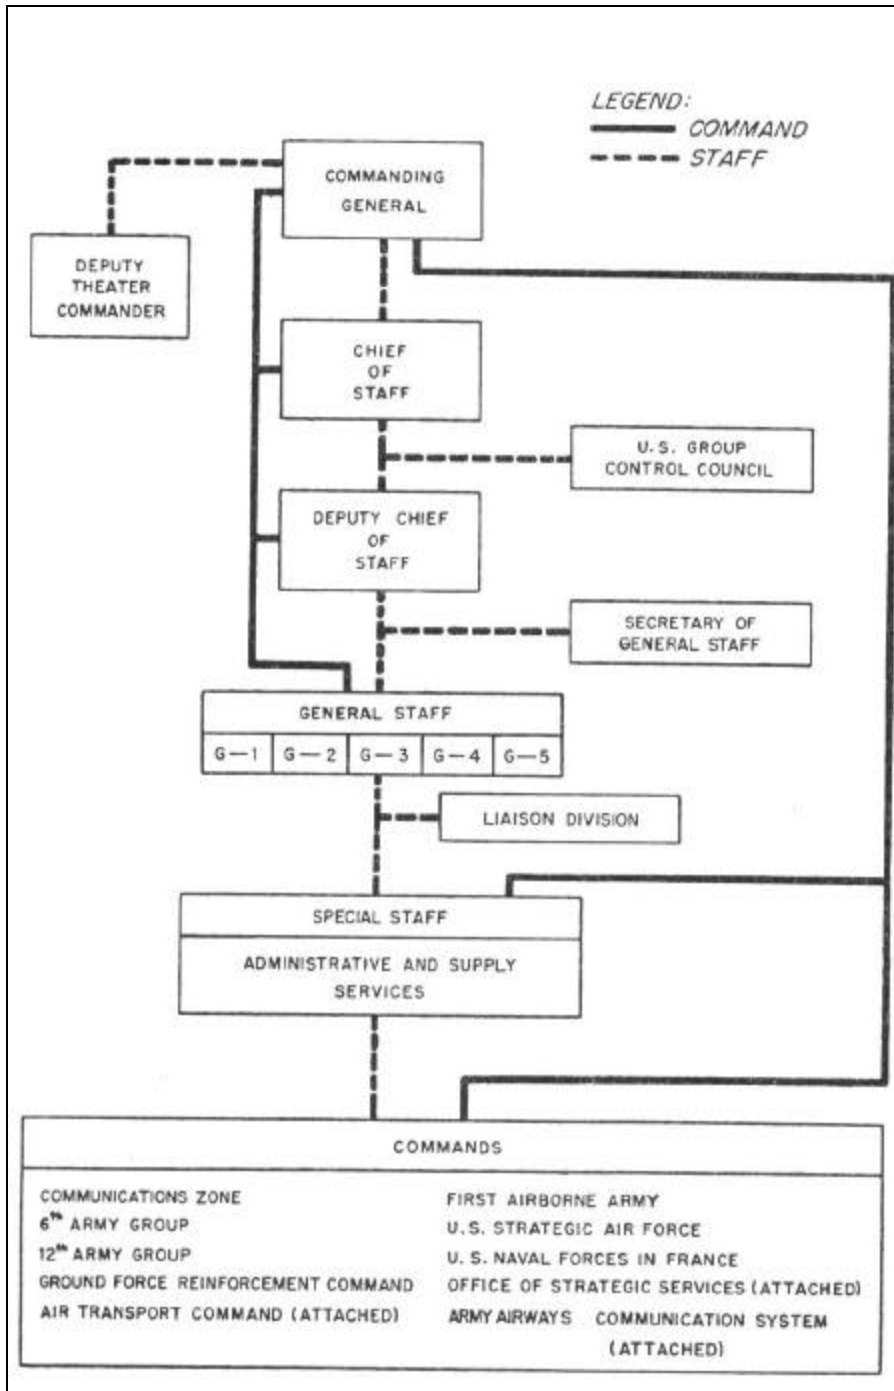 LEGEND:
COMMAND
STAFF
COMMANDING
GENERAL
DEPUTY
THEATER
COMMANDER
CHIEF
OF
STAFF
U.S. GROUP
CONTROL COUNCIL
DEPUTY CHIEF
OF
STAFF
SECRETARY OF
GENERAL STAFF
GENERAL STAFF
G—1 G—2 G—3 G—4 G—5
LIAISON DIVISION
SPECIAL STAFF
ADMINISTRATIVE AND SUPPLY
SERVICES
COMMANDS
COMMUNICATIONS ZONE
6th ARMY GROUP
12th ARMY GROUP
GROUND FORCE REINFORCEMENT COMMAND
AIR TRANSPORT COMMAND (ATTACHED)
FIRST AIRBORNE ARMY
U.S. STRATEGIC AIR FORCE
U. S. NAVAL FORCES IN FRANCE
OFFICE OF STRATEGIC SERVICES (ATTACHED)
ARMY AIRWAYS COMMUNICATION SYSTEM
(ATTACHED)